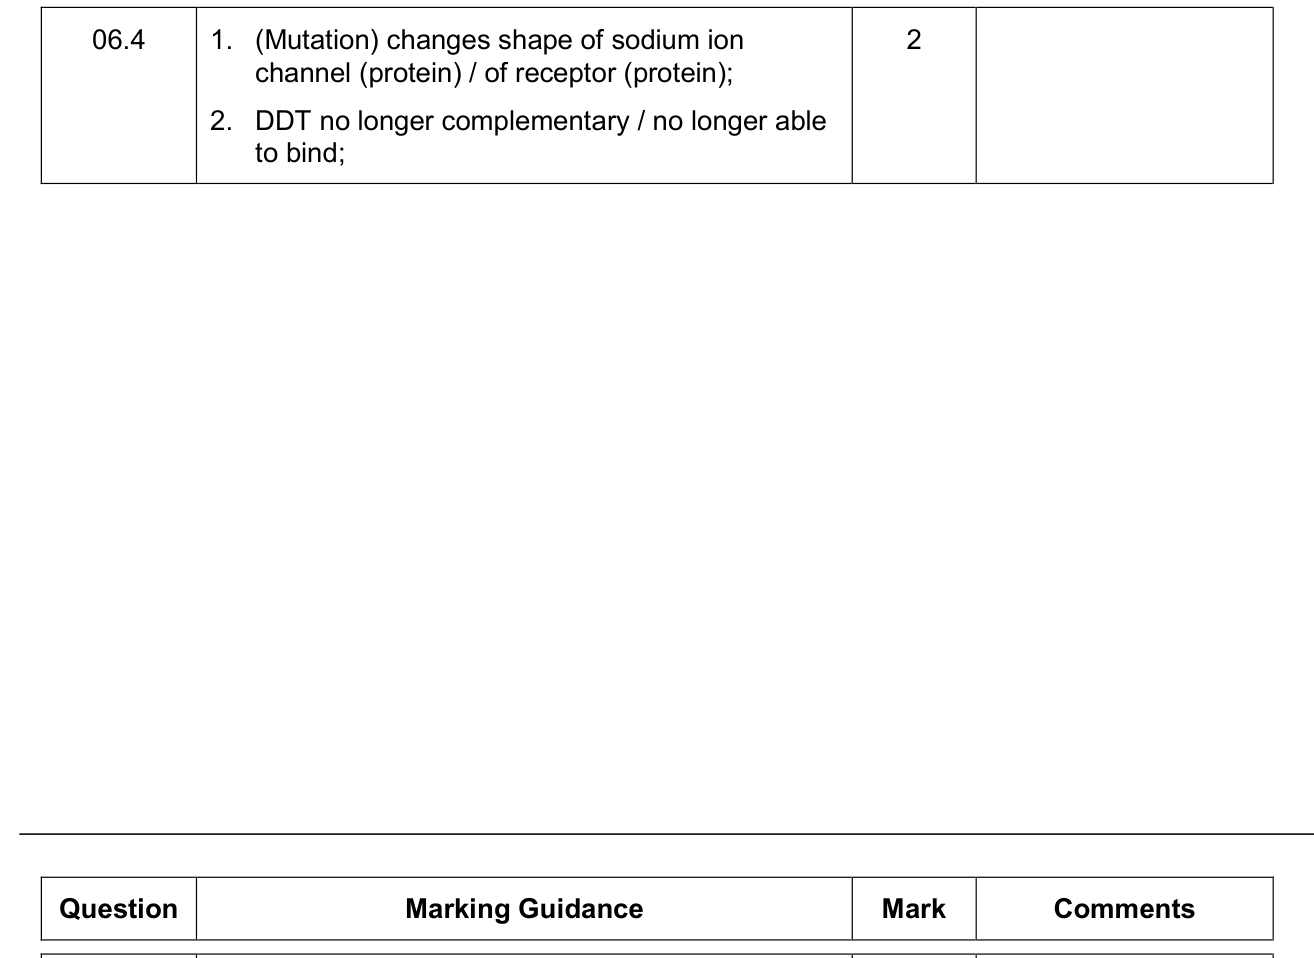 06.4 1. (Mutation) changes shape of sodium ion 2
channel (protein) / of receptor (protein);
2. DDT no longer complementary / no longer able
to bind;
Question Marking Guidance Mark Comments